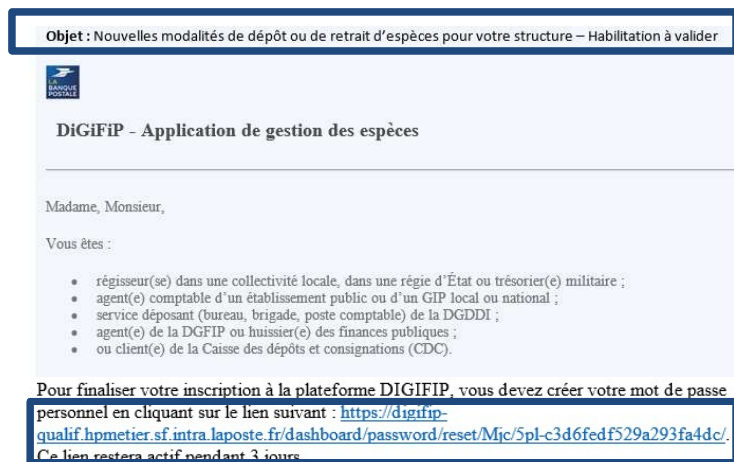 Objet : Nouvelles modalités de dépôt ou de retrait d'espèces pour votre structure – Habilitation à valider
LA
BANQUE
POSTALE
DiGiFiP - Application de gestion des espèces
Madame, Monsieur,
Vous êtes :
• régisseur(se) dans une collectivité locale, dans une régie d'État ou trésorier(e) militaire ;
• agent(e) comptable d'un établissement public ou d'un GIP local ou national ;
• service déposant (bureau, brigade, poste comptable) de la DGDDI ;
• agent(e) de la DGFIP ou huissier(e) des finances publiques ;
• ou client(e) de la Caisse des dépôts et consignations (CDC).
Pour finaliser votre inscription à la plateforme DIGIFIP, vous devez créer votre mot de passe
personnel en cliquant sur le lien suivant : https://digifip-
qualif.hpmetier.sf.intra.laposte.fr/dashboard/password/reset/Mjc/5pl-c3d6fedf529a293fa4dc/.
Ce lien restera actif pendant 3 jours